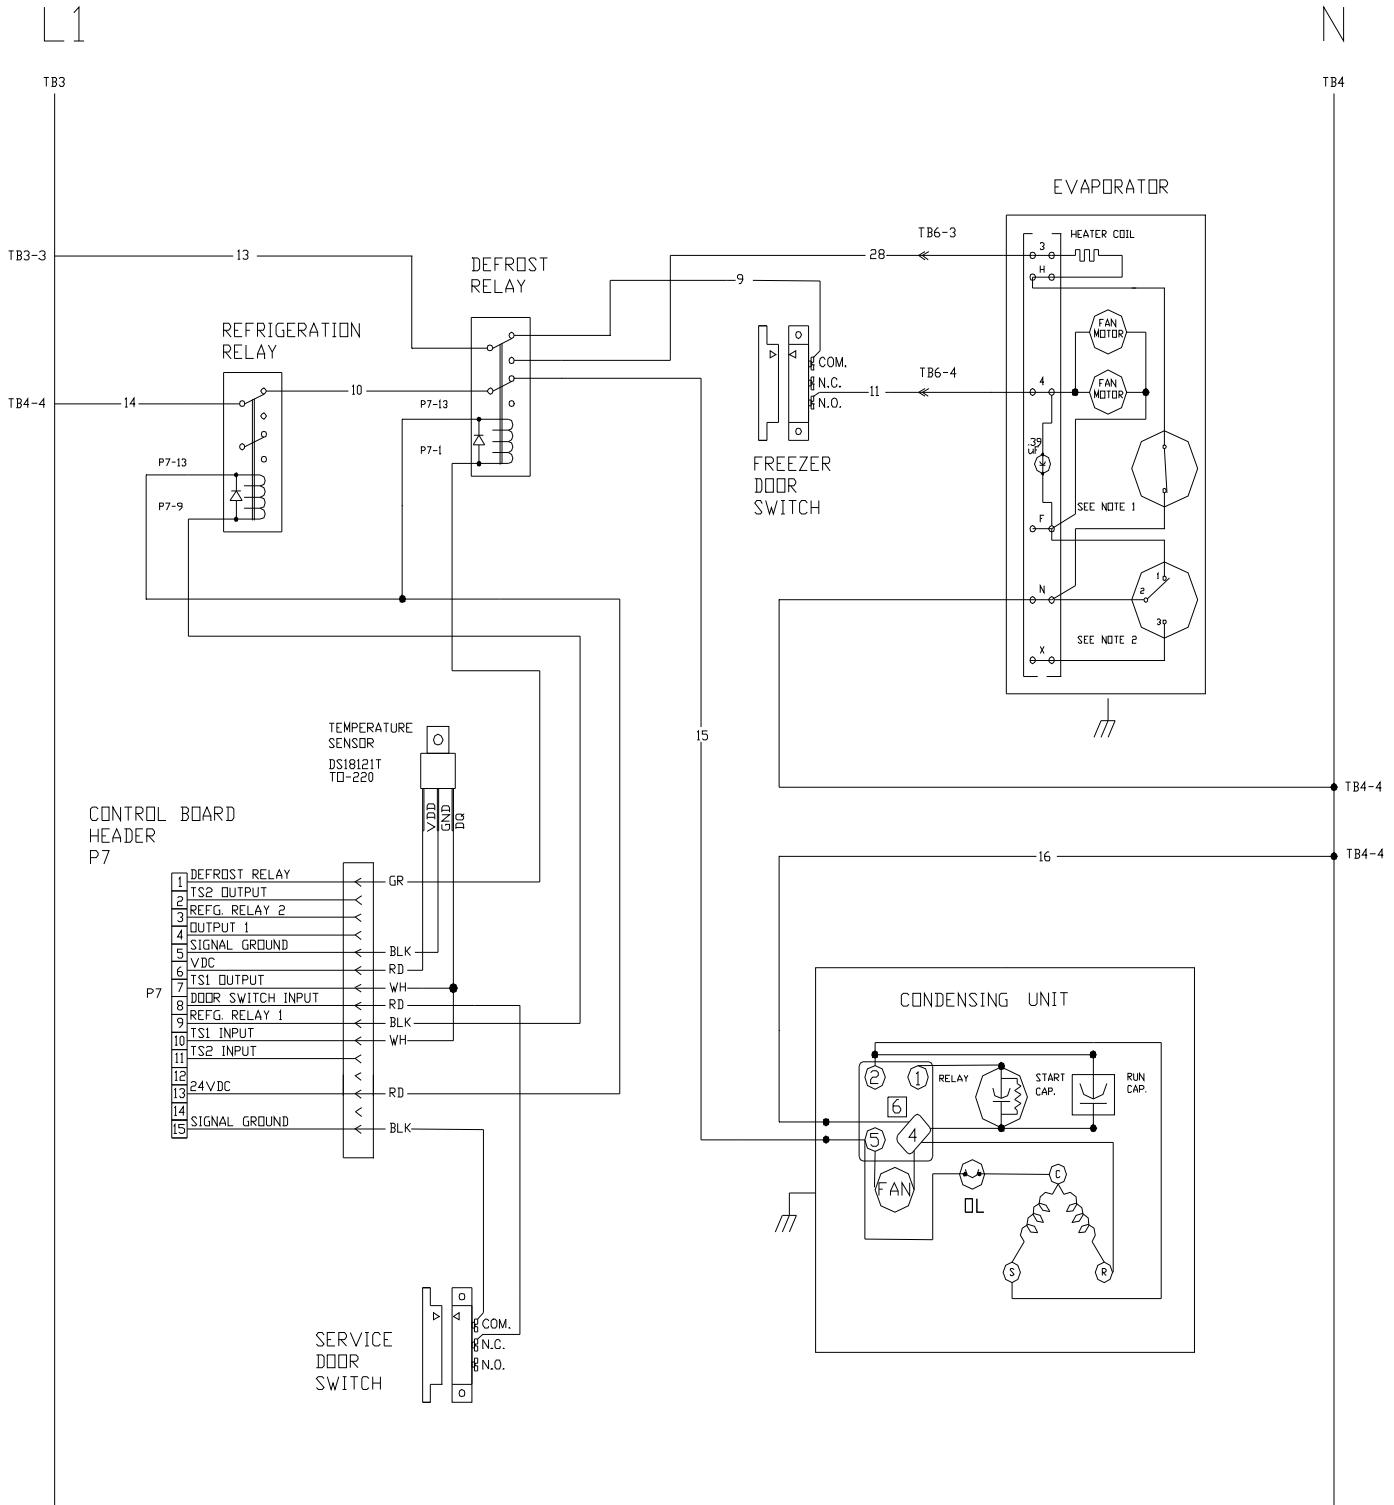 L1
N
TB3
TB4
EVAPORATOR
TB3-3
13
DEFROST
RELAY
9
28
TB6-3
3
HEATER COIL
H
REFRIGERATION
RELAY
FAN
MOTOR
COM.
N.C.
N.O.
11
TB6-4
4
FAN
MOTOR
TB4-4
14
10
P7-13
P7-1
P7-13
P7-9
FREEZER
DOOR
SWITCH
.39
uf
SEE NOTE 1
F
1
2
3
N
SEE NOTE 2
X
TEMPERATURE
SENSOR
DS18121T
TO-220
VDD
GND
DQ
15
TB4-4
CONTROL BOARD
HEADER
P7
16
TB4-4
P7
1 DEFROST RELAY GR
2 TS2 OUTPUT
3 REFG. RELAY 2
4 OUTPUT 1
5 SIGNAL GROUND BLK
6 VDC RD
7 TS1 OUTPUT WH
8 DOOR SWITCH INPUT RD
9 REFG. RELAY 1 BLK
10 TS1 INPUT WH
11 TS2 INPUT
12
13 24VDC RD
14
15 SIGNAL GROUND BLK
CONDENSING UNIT
2
1
RELAY
START
CAP.
RUN
CAP.
6
5
4
FAN
OL
C
S
R
SERVICE
DOOR
SWITCH
COM.
N.C.
N.O.